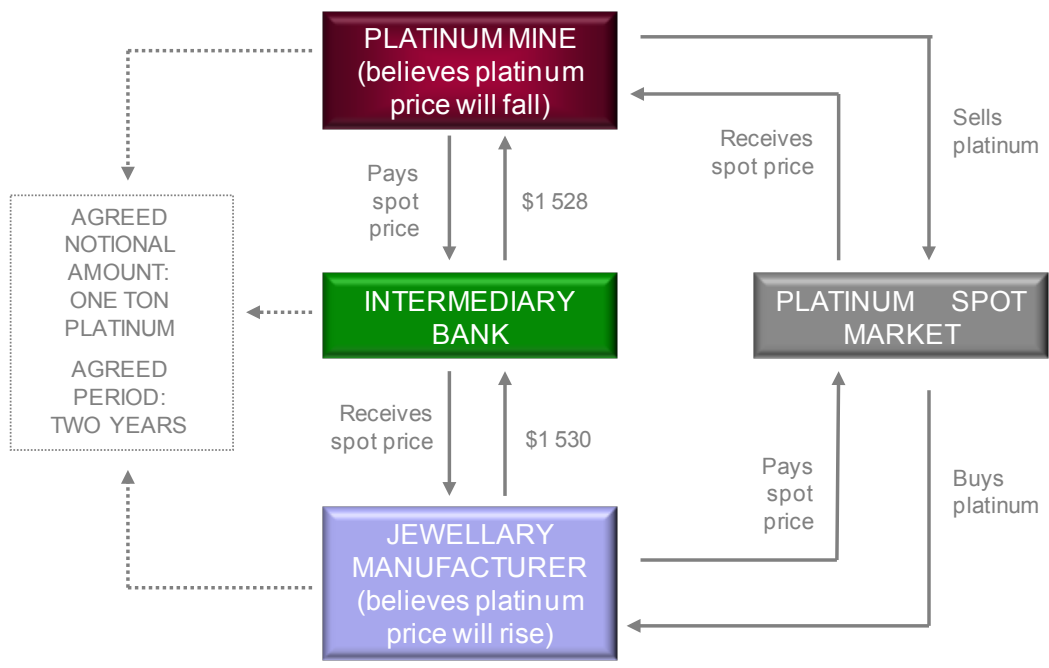 PLATINUM MINE
(believes platinum
price will fall)
Sells
platinum
Receives
spot price
Pays
spot
price
$1 528
AGREED
NOTIONAL
AMOUNT:
ONE TON
PLATINUM
AGREED
PERIOD:
TWO YEARS
INTERMEDIARY
BANK
PLATINUM SPOT
MARKET
Receives
spot price
$1 530
Pays
spot
price
Buys
platinum
JEWELLARY
MANUFACTURER
(believes platinum
price will rise)